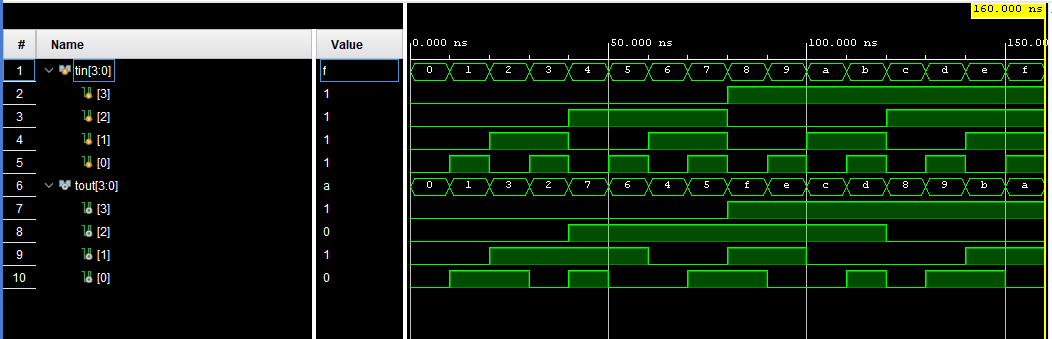 160.000 ns
# Name Value
0.000 ns 50.000 ns 100.000 ns 150.00
1 tin[3:0] f 0 1 2 3 4 5 6 7 8 9 a b c d e f
2 [3] 1
3 [2] 1
4 [1] 1
5 [0] 1
6 tout[3:0] a 0 1 3 2 7 6 4 5 f e c d 8 9 b a
7 [3] 1
8 [2] 0
9 [1] 1
10 [0] 0